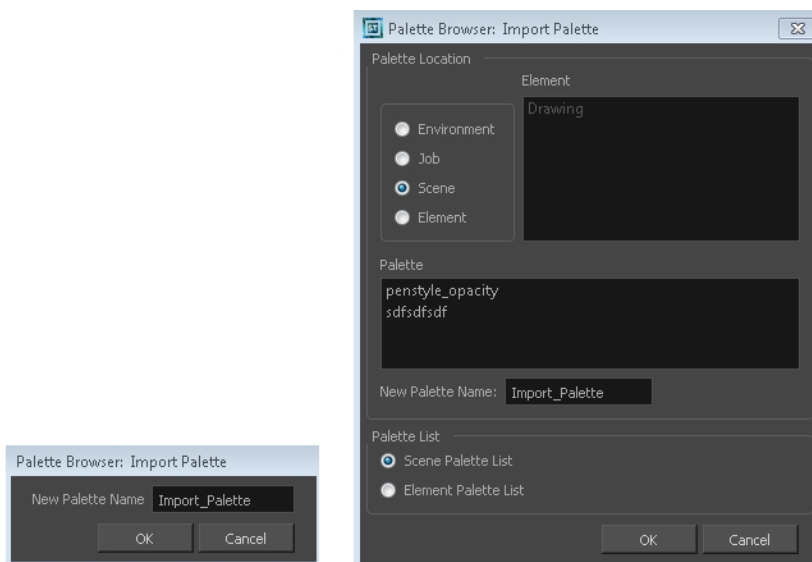 Palette Browser: Import Palette
New Palette Name Import_Palette
OK Cancel
Palette Browser: Import Palette
Palette Location
Element
Drawing
Environment
Job
Scene
Element
Palette
penstyle_opacity
sdfsdfsdf
New Palette Name: Import_Palette
Palette List
Scene Palette List
Element Palette List
OK Cancel